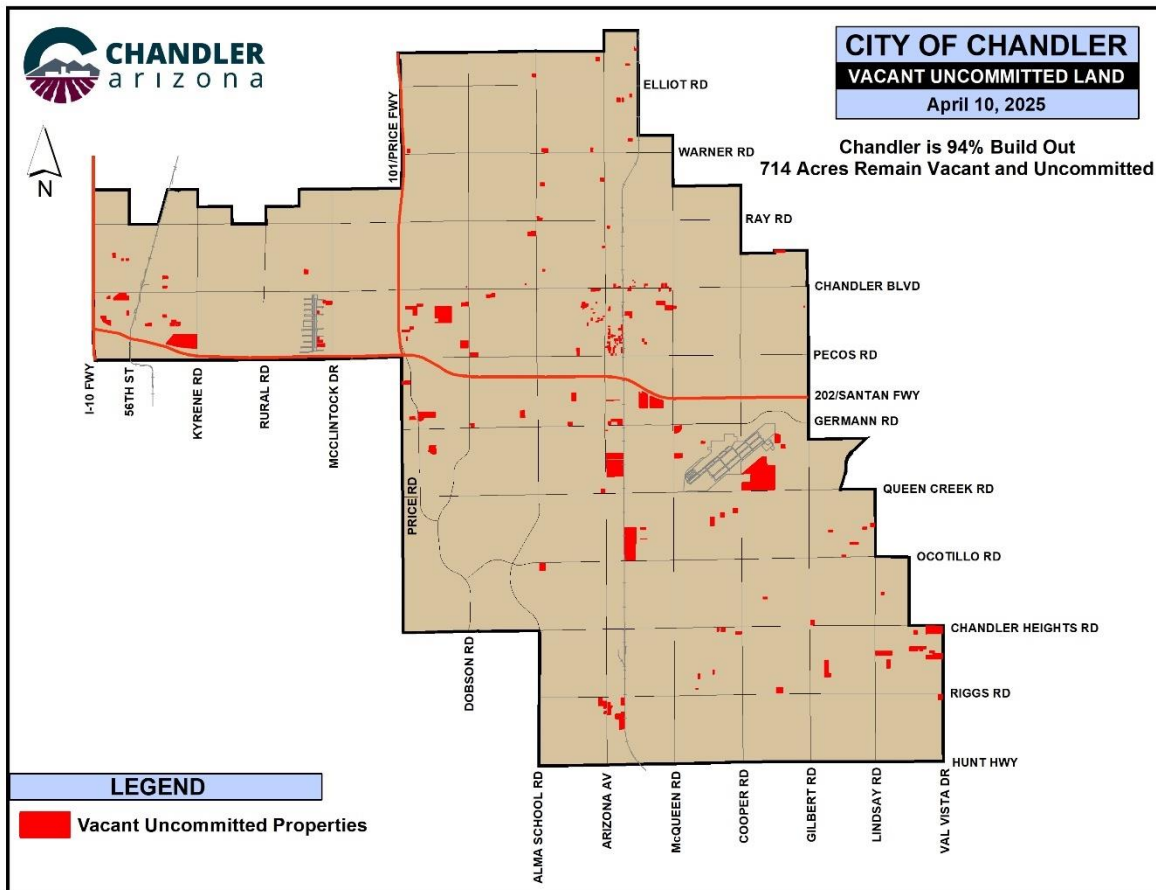 CHANDLER
arizona
N
CITY OF CHANDLER
VACANT UNCOMMITTED LAND
April 10, 2025
Chandler is 94% Build Out
714 Acres Remain Vacant and Uncommitted
101/PRICE FWY
ELLIOT RD
WARNER RD
RAY RD
CHANDLER BLVD
PECOS RD
202/SANTAN FWY
GERMANN RD
QUEEN CREEK RD
OCOTILLO RD
CHANDLER HEIGHTS RD
RIGGS RD
HUNT HWY
I-10 FWY
56TH ST
KYRENE RD
RURAL RD
MCCLINTOCK DR
PRICE RD
DOBSON RD
ALMA SCHOOL RD
ARIZONA AV
McQUEEN RD
COOPER RD
GILBERT RD
LINDSAY RD
VAL VISTA DR
LEGEND
Vacant Uncommitted Properties